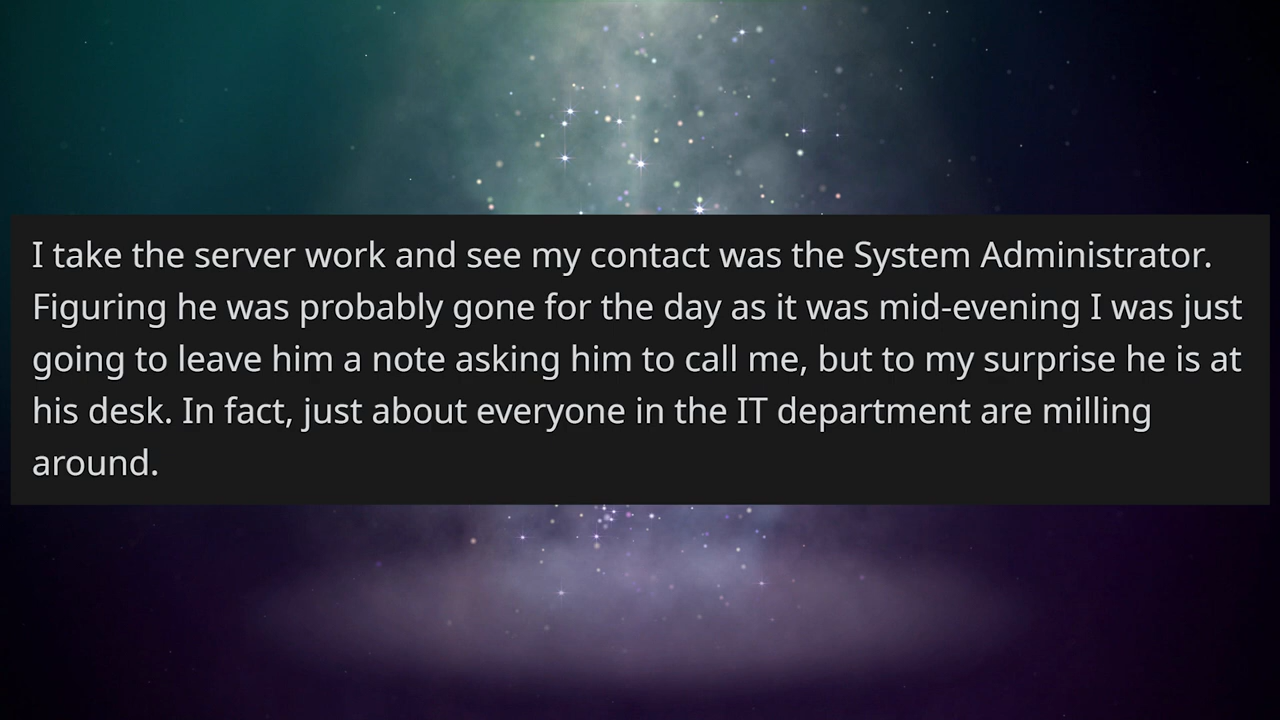 I take the server work and see my contact was the System Administrator.
Figuring he was probably gone for the day as it was mid-evening I was just
going to leave him a note asking him to call me, but to my surprise he is at
his desk. In fact, just about everyone in the IT department are milling
around.